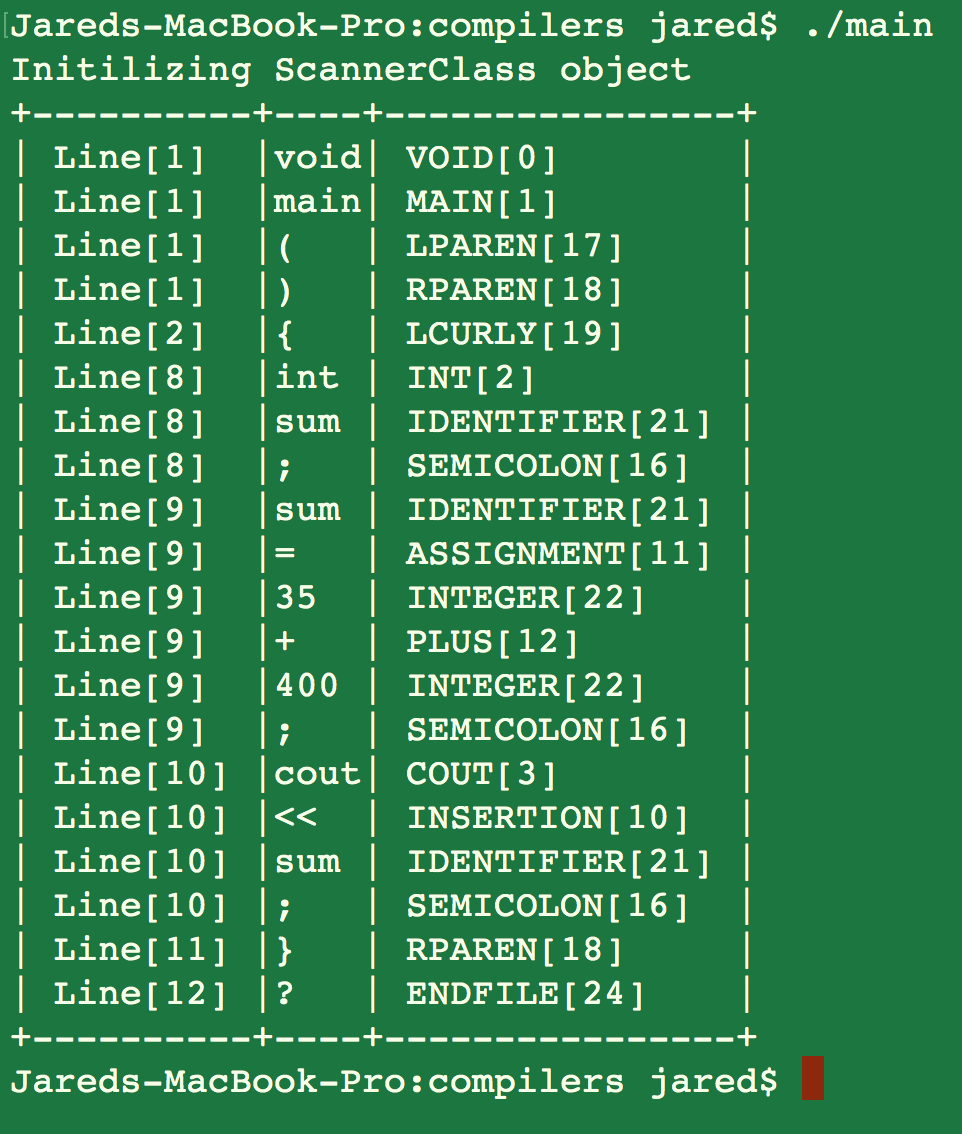 [Jareds-MacBook-Pro:compilers jared$ ./main
Initilizing ScannerClass object
+----------+----+----------------+
| Line[1]  |void| VOID[0]        |
| Line[1]  |main| MAIN[1]        |
| Line[1]  |(   | LPAREN[17]     |
| Line[1]  |)   | RPAREN[18]     |
| Line[2]  |{   | LCURLY[19]     |
| Line[8]  |int | INT[2]         |
| Line[8]  |sum | IDENTIFIER[21] |
| Line[8]  |;   | SEMICOLON[16]  |
| Line[9]  |sum | IDENTIFIER[21] |
| Line[9]  |=   | ASSIGNMENT[11] |
| Line[9]  |35  | INTEGER[22]    |
| Line[9]  |+   | PLUS[12]       |
| Line[9]  |400 | INTEGER[22]    |
| Line[9]  |;   | SEMICOLON[16]  |
| Line[10] |cout| COUT[3]        |
| Line[10] |<<  | INSERTION[10]  |
| Line[10] |sum | IDENTIFIER[21] |
| Line[10] |;   | SEMICOLON[16]  |
| Line[11] |}   | RPAREN[18]     |
| Line[12] |?   | ENDFILE[24]    |
+----------+----+----------------+
Jareds-MacBook-Pro:compilers jared$